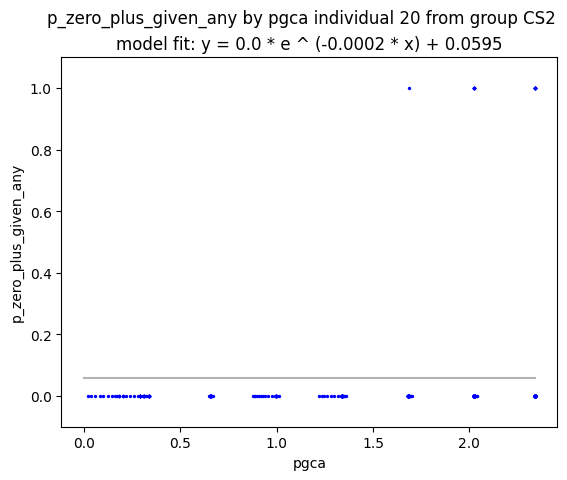 p_zero_plus_given_any by pgca individual 20 from group CS2
model fit: y = 0.0 * e ^ (-0.0002 * x) + 0.0595
1.0
0.8
0.6
0.4
0.2
0.0
p_zero_plus_given_any
0.0 0.5 1.0 1.5 2.0
pgca